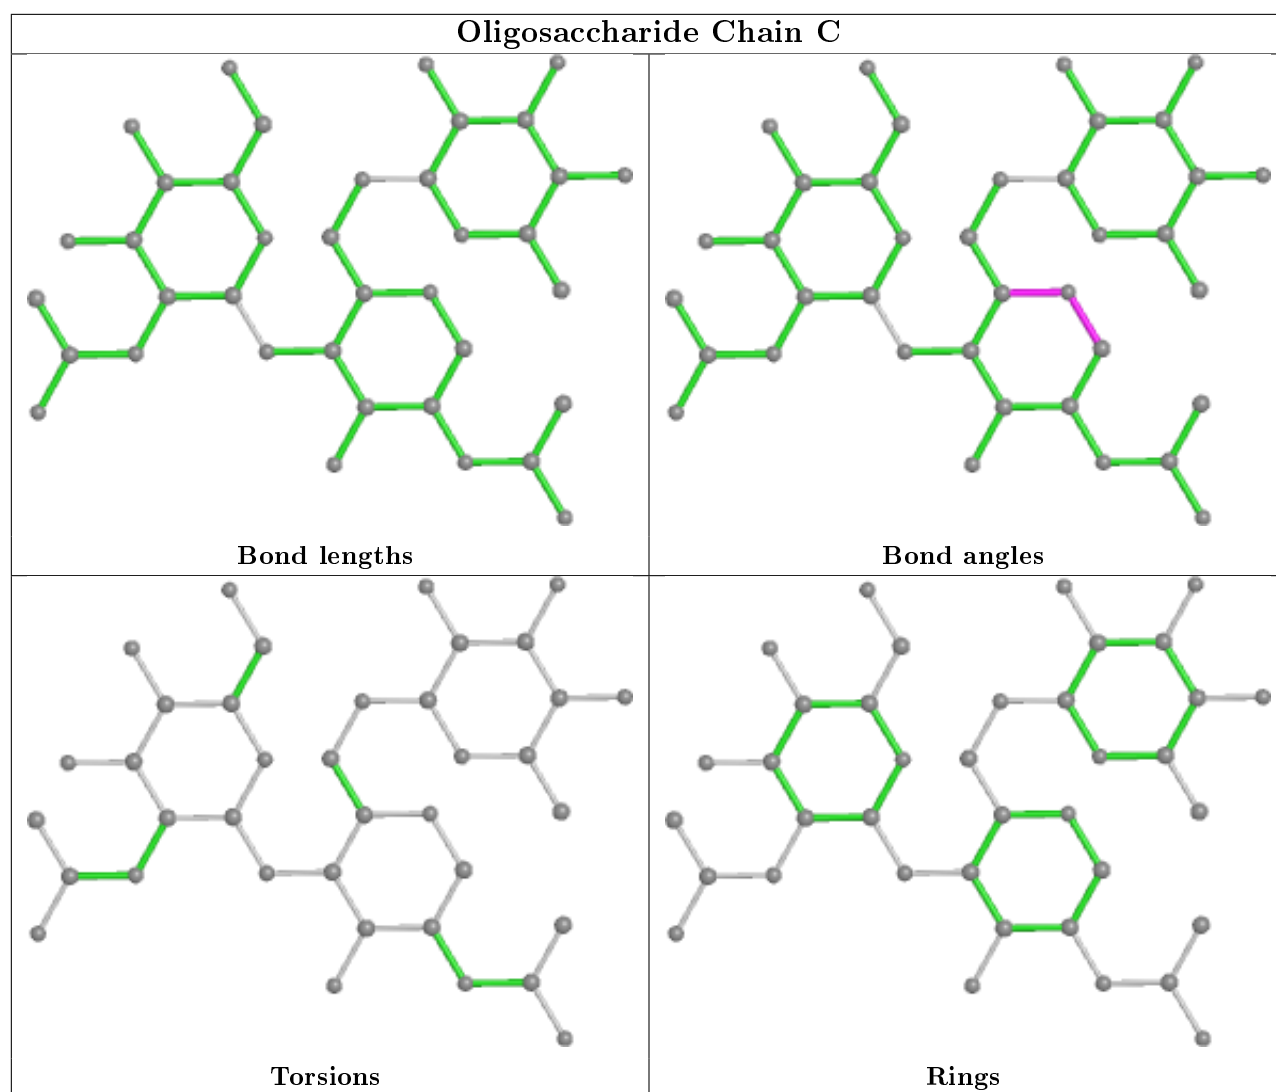 Oligosaccharide Chain C
Bond lengths
Bond angles
Torsions
Rings